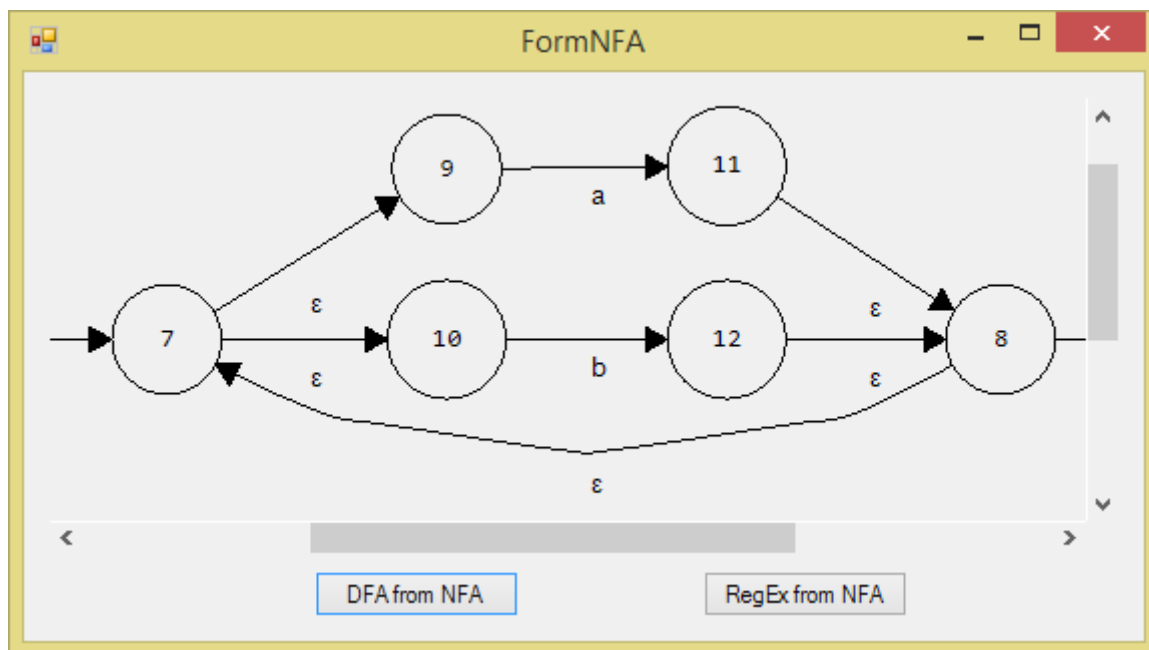 FormNFA
9
a
11
ε
ε
7
10
12
8
ε
b
ε
ε
DFA from NFA
RegEx from NFA